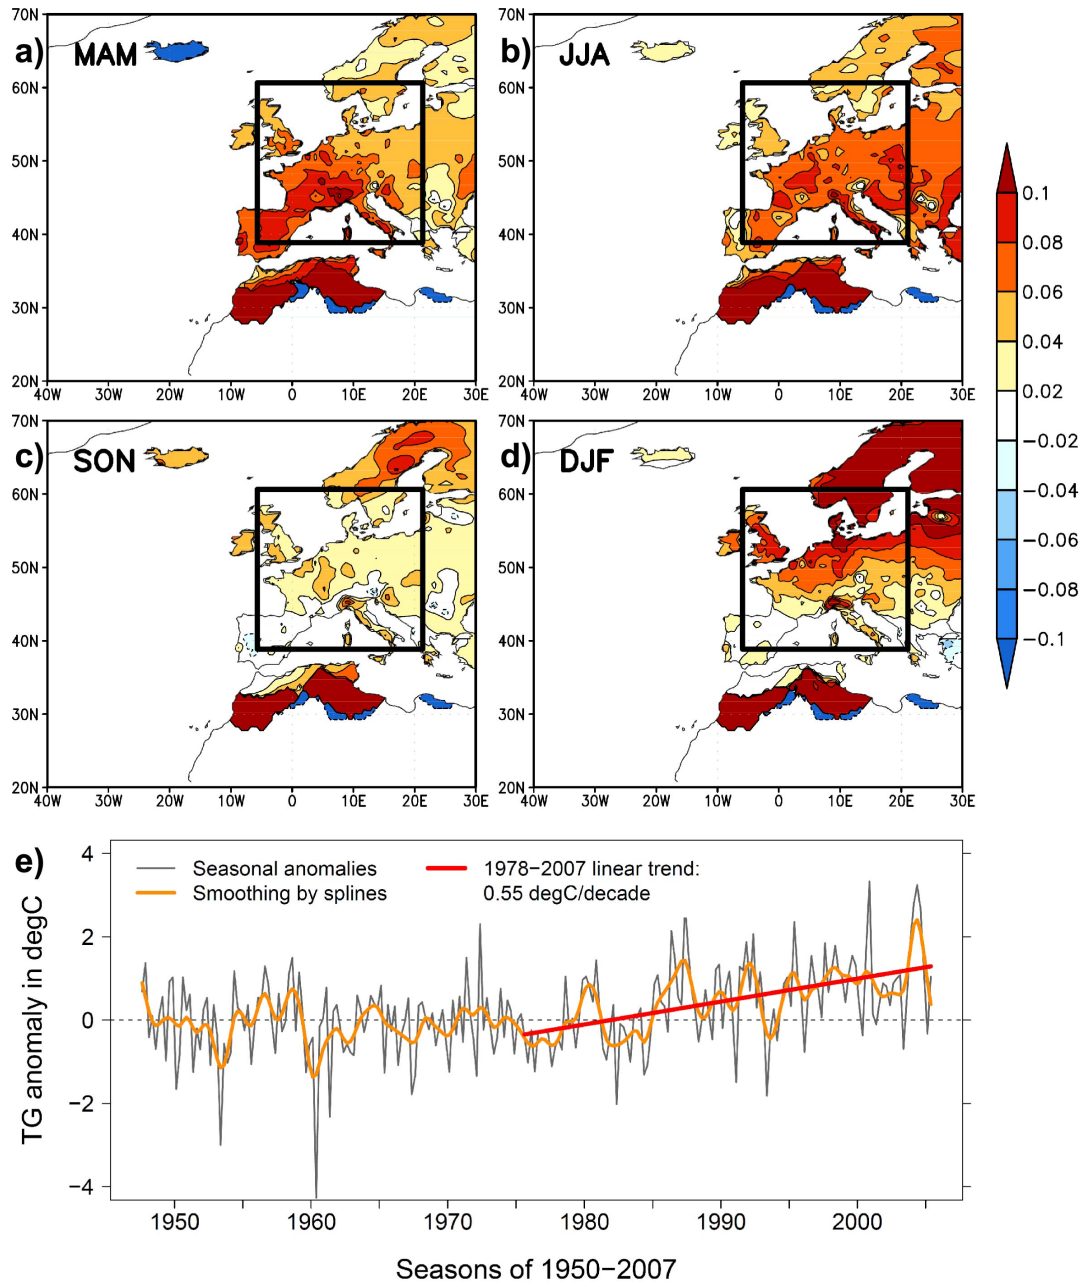 a) MAM
70N
60N
50N
40N
30N
20N
40W 30W 20W 10W 0 10E 20E 30E
b) JJA
70N
60N
50N
40N
30N
20N
40W 30W 20W 10W 0 10E 20E 30E
0.1
0.08
0.06
0.04
0.02
−0.02
−0.04
−0.06
−0.08
−0.1
c) SON
70N
60N
50N
40N
30N
20N
40W 30W 20W 10W 0 10E 20E 30E
d) DJF
70N
60N
50N
40N
30N
20N
40W 30W 20W 10W 0 10E 20E 30E
e)
TG anomaly in degC
4
2
0
−2
−4
Seasonal anomalies
Smoothing by splines
1978−2007 linear trend:
0.55 degC/decade
1950 1960 1970 1980 1990 2000
Seasons of 1950−2007